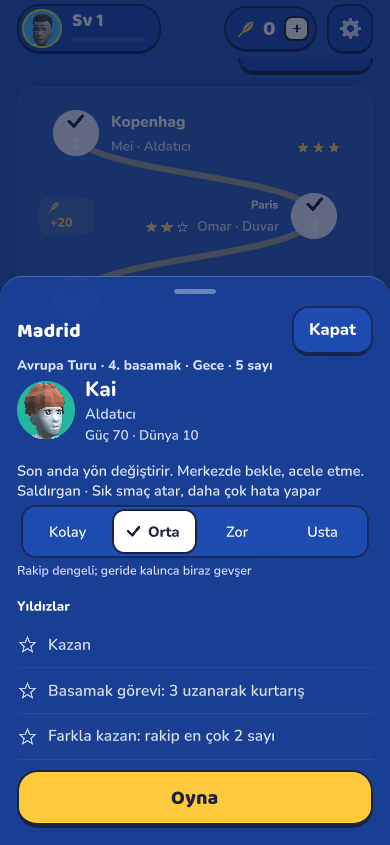 Sv 1
0
+
Kopenhag
1
Mei · Aldatıcı
Paris
2
+20
Omar · Duvar
Madrid
Kapat
Avrupa Turu · 4. basamak · Gece · 5 sayı
Kai
Aldatıcı
Güç 70 · Dünya 10
Son anda yön değiştirir. Merkezde bekle, acele etme.
Saldırgan · Sık smaç atar, daha çok hata yapar
Kolay
Orta
Zor
Usta
Rakip dengeli; geride kalınca biraz gevşer
Yıldızlar
Kazan
Basamak görevi: 3 uzanarak kurtarış
Farkla kazan: rakip en çok 2 sayı
Oyna